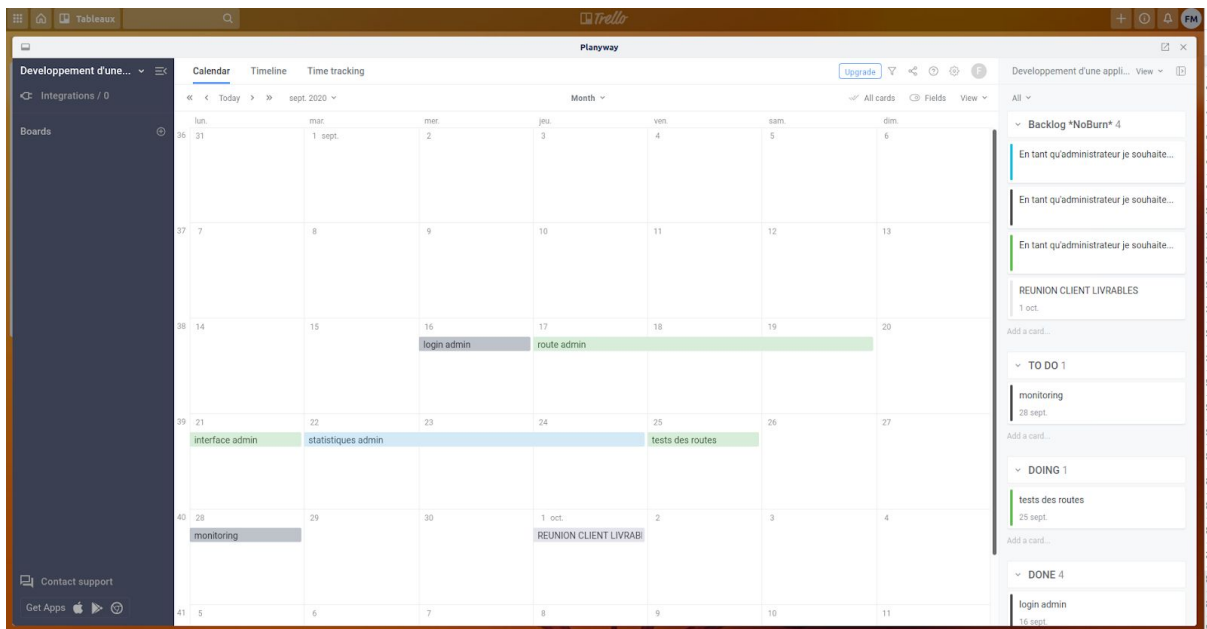 Tableaux
Trello
FM
Planyway
Developpement d'une...
Calendar Timeline Time tracking
Upgrade
F
Developpement d'une appli... View
Integrations / 0
Today
sept. 2020
Month
All cards Fields View
All
Boards
lun. mar. mer. jeu. ven. sam. dim.
36 31 1 sept. 2 3 4 5 6
37 7 8 9 10 11 12 13
38 14 15 16 17 18 19 20
login admin route admin
39 21 22 23 24 25 26 27
interface admin statistiques admin tests des routes
40 28 29 30 1 oct. 2 3 4
monitoring REUNION CLIENT LIVRABI
41 5 6 7 8 9 10 11
Backlog *NoBurn* 4
En tant qu'administrateur je souhaite...
En tant qu'administrateur je souhaite...
En tant qu'administrateur je souhaite...
REUNION CLIENT LIVRABLES
1 oct.
Add a card...
TO DO 1
monitoring
28 sept.
Add a card...
DOING 1
tests des routes
25 sept.
Add a card...
DONE 4
login admin
16 sept.
Contact support
Get Apps